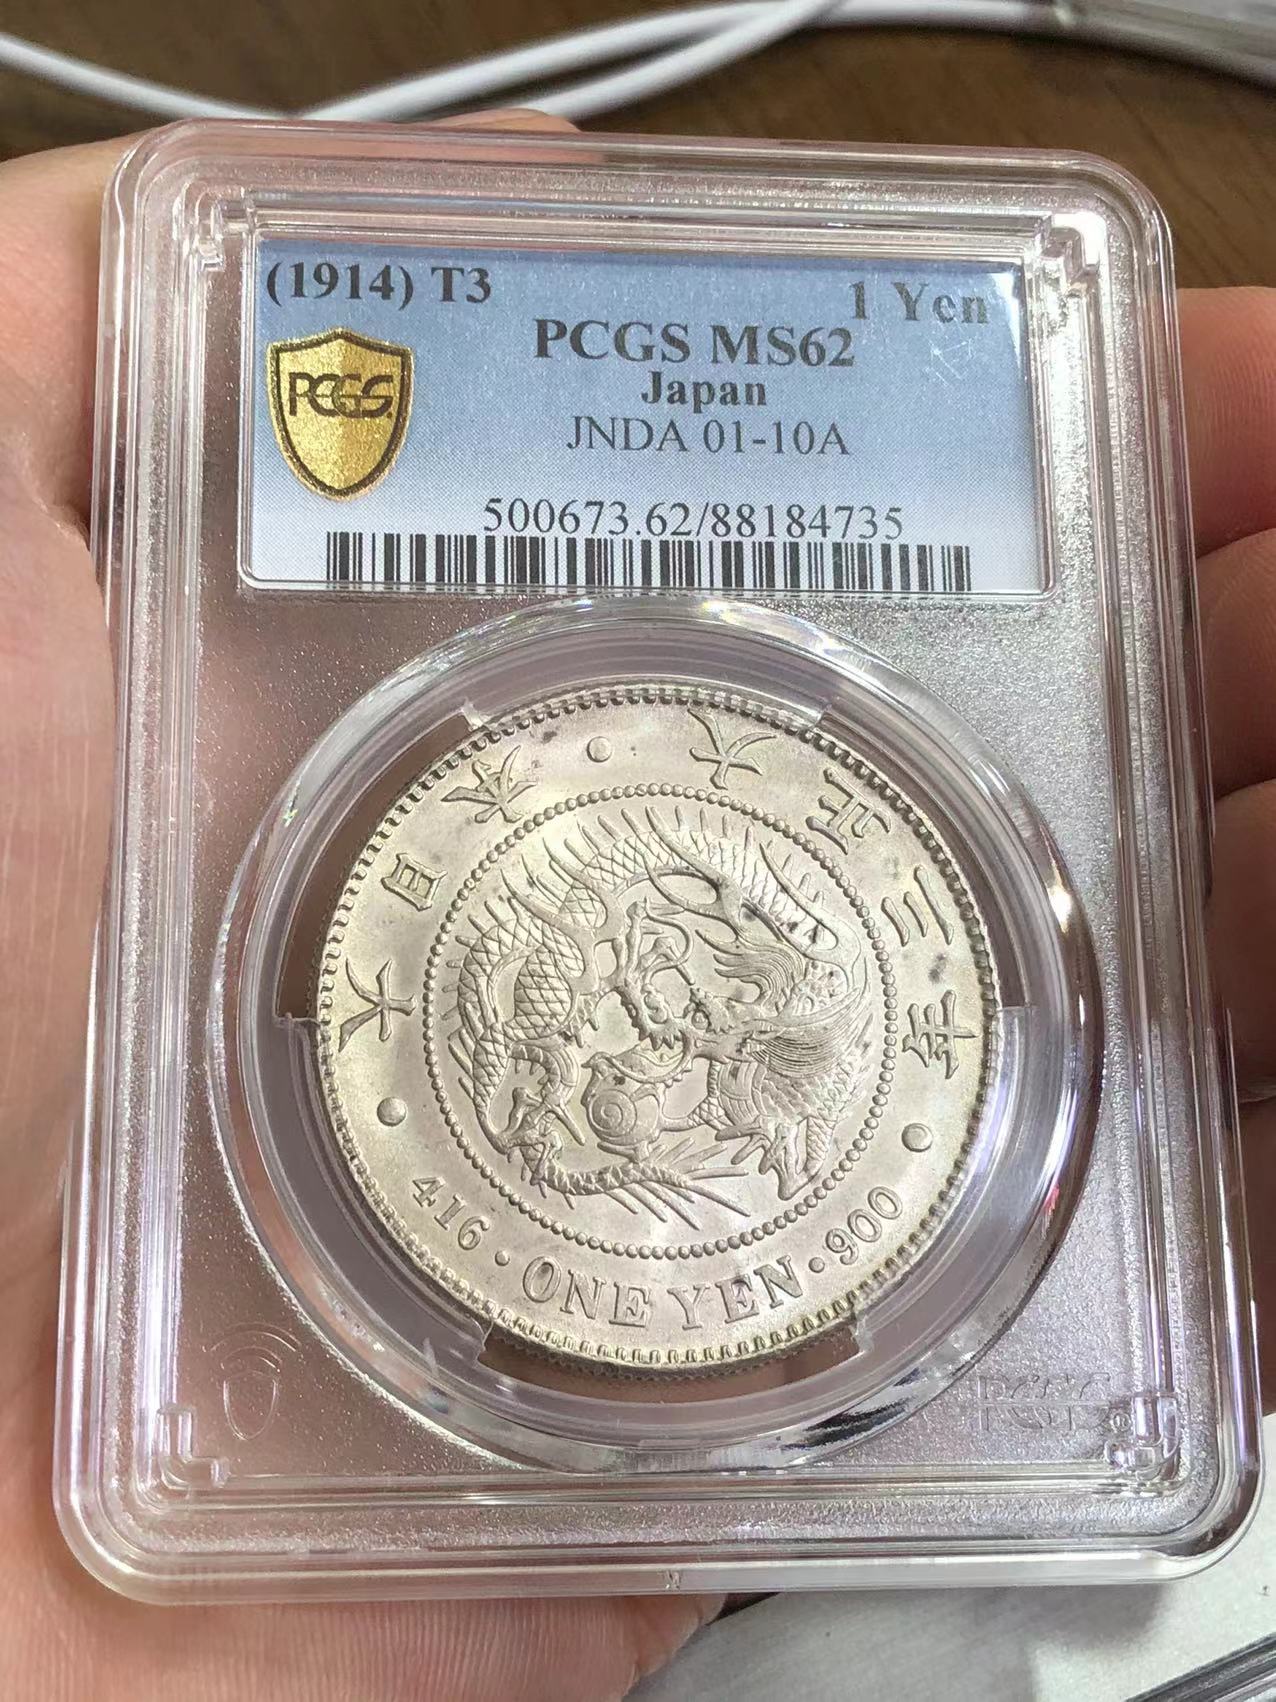 (1914) T3 1 Yen
PCGS MS62
Japan
JNDA 01-10A
PCGS
500673.62/88184735
大日本 · 大正三年
416 · ONE YEN · 900
PCGS